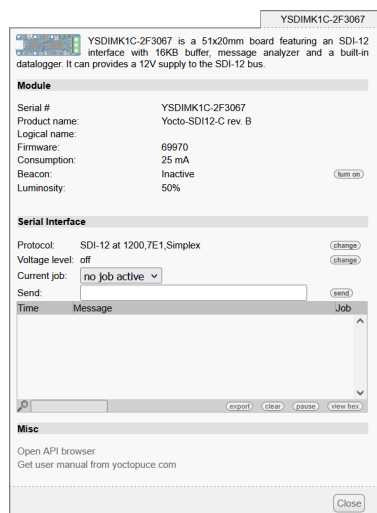 YSDIMK1C-2F3067
YSDIMK1C-2F3067 is a 51x20mm board featuring an SDI-12
interface with 16KB buffer, message analyzer and a built-in
datalogger. It can provides a 12V supply to the SDI-12 bus.
Module
Serial # YSDIMK1C-2F3067
Product name: Yocto-SDI12-C rev. B
Logical name:
Firmware: 69970
Consumption: 25 mA
Beacon: Inactive turn on
Luminosity: 50%
Serial Interface
Protocol: SDI-12 at 1200,7E1,Simplex change
Voltage level: off change
Current job: no job active
Send: send
Time Message Job
export clear pause view hex
Misc
Open API browser
Get user manual from yoctopuce.com
Close